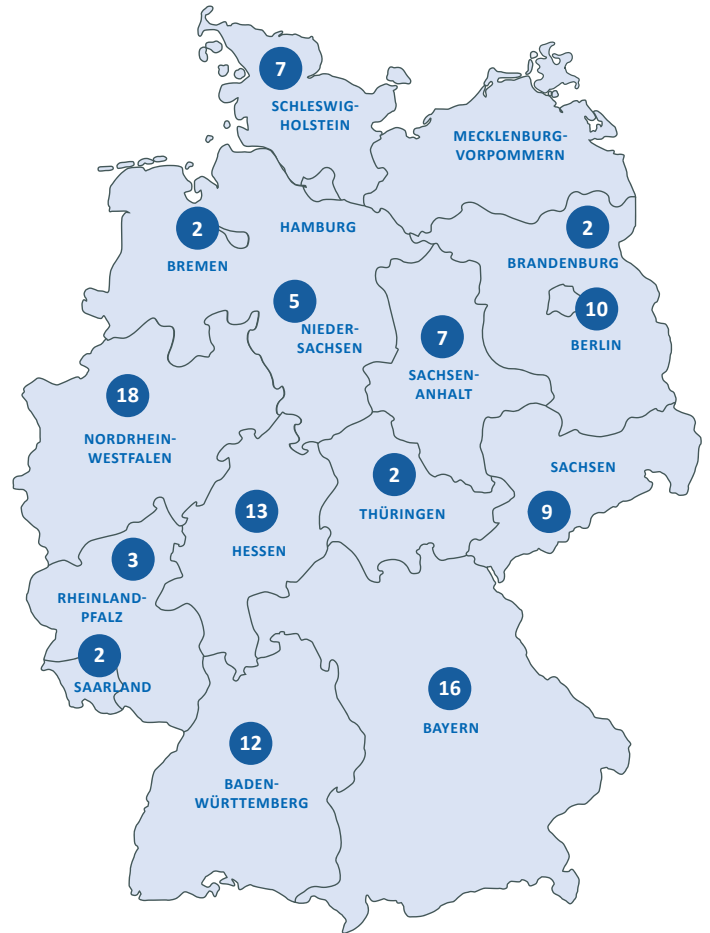 7
SCHLESWIG-
HOLSTEIN
MECKLENBURG-
VORPOMMERN
2
BREMEN
HAMBURG
2
BRANDENBURG
5
NIEDER-
SACHSEN
10
BERLIN
7
SACHSEN-
ANHALT
18
NORDRHEIN-
WESTFALEN
2
THÜRINGEN
SACHSEN
9
13
HESSEN
3
RHEINLAND-
PFALZ
2
SAARLAND
16
BAYERN
12
BADEN-
WÜRTTEMBERG